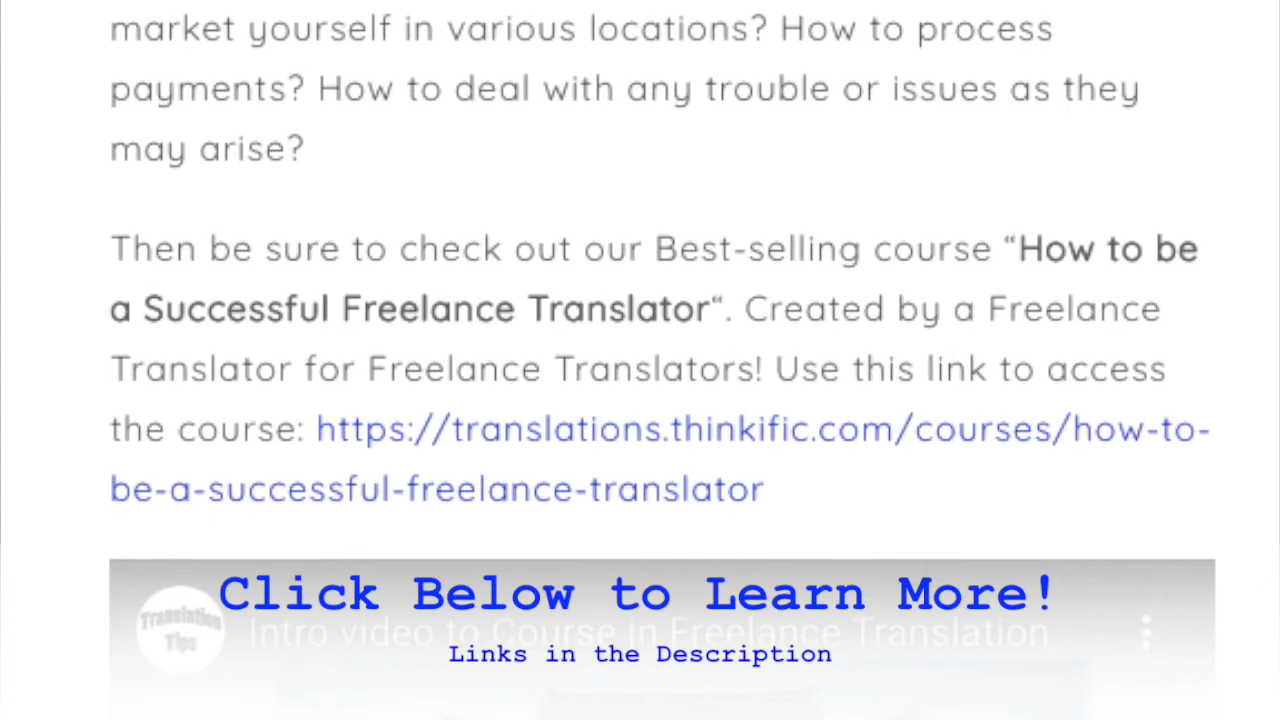 market yourself in various locations? How to process
payments? How to deal with any trouble or issues as they
may arise?
Then be sure to check out our Best-selling course “How to be
a Successful Freelance Translator“. Created by a Freelance
Translator for Freelance Translators! Use this link to access
the course: https://translations.thinkific.com/courses/how-to-
be-a-successful-freelance-translator
Click Below to Learn More!
Translation
Tips
Intro video to Course in Freelance Translation
Links in the Description